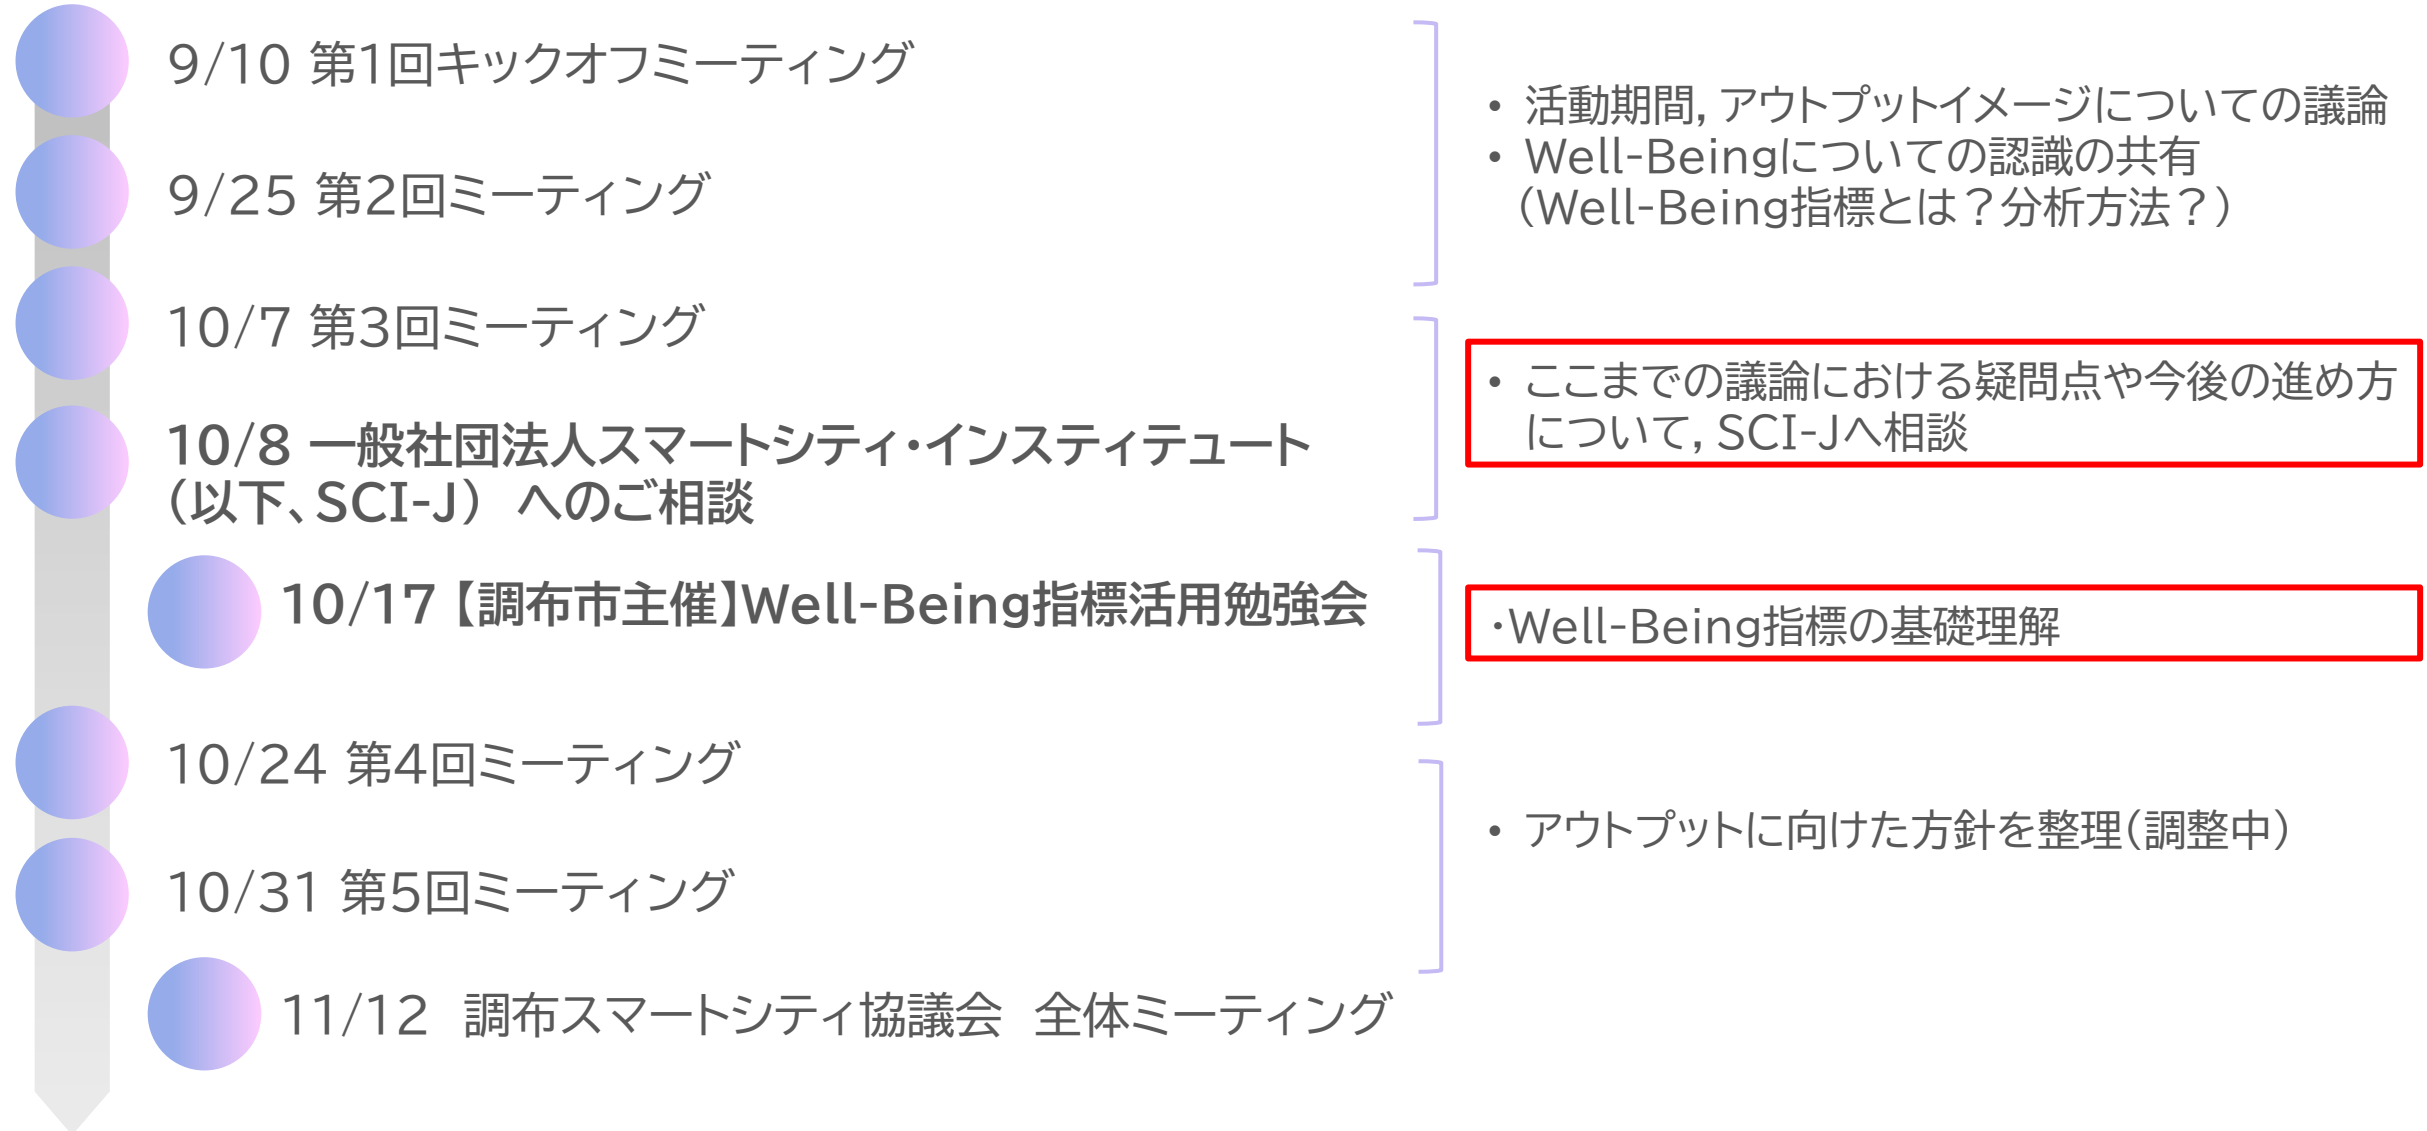 9/10 第1回キックオフミーティング
9/25 第2回ミーティング
・活動期間, アウトプットイメージについての議論
・Well-Beingについての認識の共有
（Well-Being指標とは？分析方法？）
10/7 第3回ミーティング
10/8 一般社団法人スマートシティ・インスティテュート
（以下、SCI-J） へのご相談
・ここまでの議論における疑問点や今後の進め方
について, SCI-Jへ相談
10/17【調布市主催】Well-Being指標活用勉強会
・Well-Being指標の基礎理解
10/24 第4回ミーティング
10/31 第5回ミーティング
・アウトプットに向けた方針を整理（調整中）
11/12　調布スマートシティ協議会　全体ミーティング